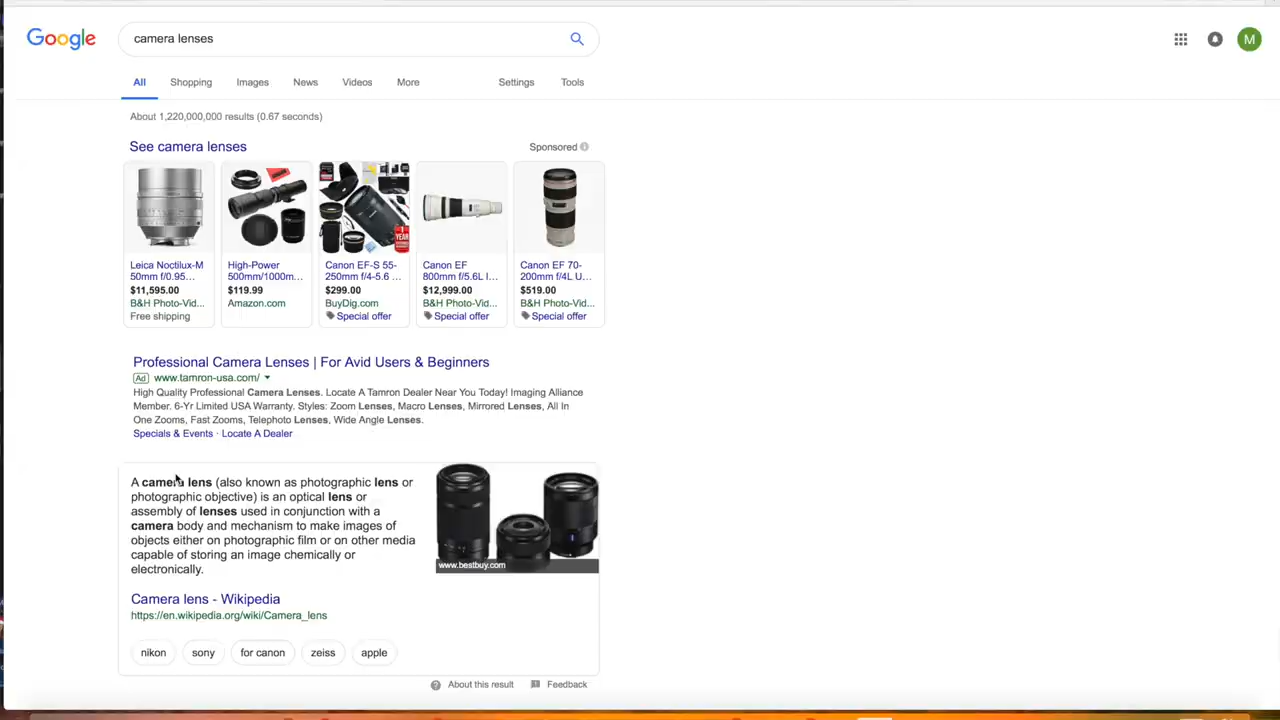 Google
camera lenses
M
All Shopping Images News Videos More Settings Tools
About 1,220,000,000 results (0.67 seconds)
See camera lenses
Sponsored
Leica Noctilux-M
50mm f/0.95...
$11,595.00
B&H Photo-Vid...
Free shipping
High-Power
500mm/1000m...
$119.99
Amazon.com
1 YEAR
Canon EF-S 55-
250mm f/4-5.6 ...
$299.00
BuyDig.com
Special offer
Canon EF
800mm f/5.6L I...
$12,999.00
B&H Photo-Vid...
Special offer
Canon EF 70-
200mm f/4L U...
$519.00
B&H Photo-Vid...
Special offer
Professional Camera Lenses | For Avid Users & Beginners
Ad www.tamron-usa.com/
High Quality Professional Camera Lenses. Locate A Tamron Dealer Near You Today! Imaging Alliance
Member. 6-Yr Limited USA Warranty. Styles: Zoom Lenses, Macro Lenses, Mirrored Lenses, All In
One Zooms, Fast Zooms, Telephoto Lenses, Wide Angle Lenses.
Specials & Events · Locate A Dealer
A camera lens (also known as photographic lens or
photographic objective) is an optical lens or
assembly of lenses used in conjunction with a
camera body and mechanism to make images of
objects either on photographic film or on other media
capable of storing an image chemically or
electronically.
www.bestbuy.com
Camera lens - Wikipedia
https://en.wikipedia.org/wiki/Camera_lens
nikon sony for canon zeiss apple
About this result Feedback